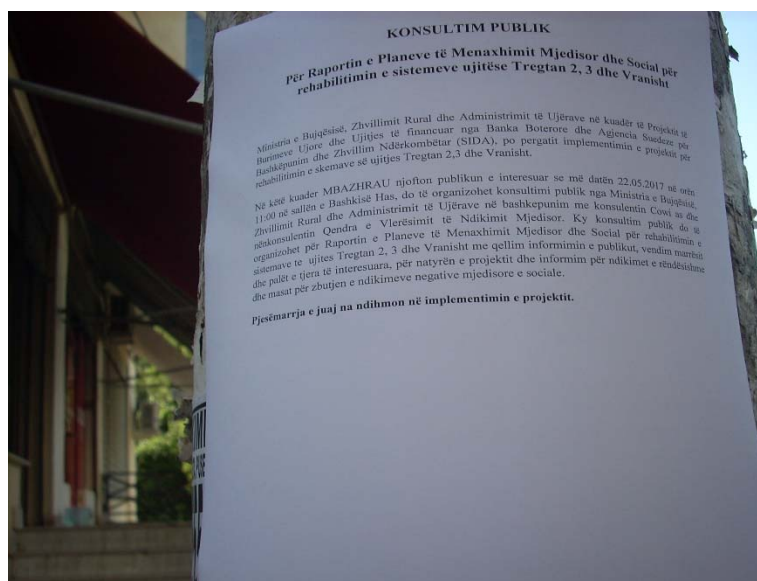 KONSULTIM PUBLIK
Për Raportin e Planeve të Menaxhimit Mjedisor dhe Social për
rehabilitimin e sistemeve ujitëse Tregtan 2, 3 dhe Vranisht
Ministria e Bujqësisë, Zhvillimit Rural dhe Administrimit të Ujërave në kuadër të Projektit të
Burimeve Ujore dhe Ujitjes të financuar nga Banka Boterore dhe Agjencia Suedeze për
Bashkëpunim dhe Zhvillim Ndërkombëtar (SIDA), po pergatit implementimin e projektit për
rehabilitimin e skemave së ujitjes Tregtan 2,3 dhe Vranisht.
Në këtë kuader MBAZHRAU njofton publikun e interesuar se më datën 22.05.2017 në orën
11:00 në sallën e Bashkisë Has, do të organizohet konsultimi publik nga Ministria e Bujqësisë,
Zhvillimit Rural dhe Administrimit të Ujërave në bashkepunim me konsulentin Cowi as dhe
nënkonsulentin Qendra e Vlerësimit të Ndikimit Mjedisor. Ky konsultim publik do të
organizohet për Raportin e Planeve të Menaxhimit Mjedisor dhe Social për rehabilitimin e
sistemave te ujites Tregtan 2, 3 dhe Vranisht me qellim informimin e publikut, vendim marrësit
dhe palët e tjera të interesuara, për natyrën e projektit dhe informim për ndikimet e rëndësishme
dhe masat për zbutjen e ndikimeve negative mjedisore e sociale.
Pjesëmarrja e juaj na ndihmon në implementimin e projektit.